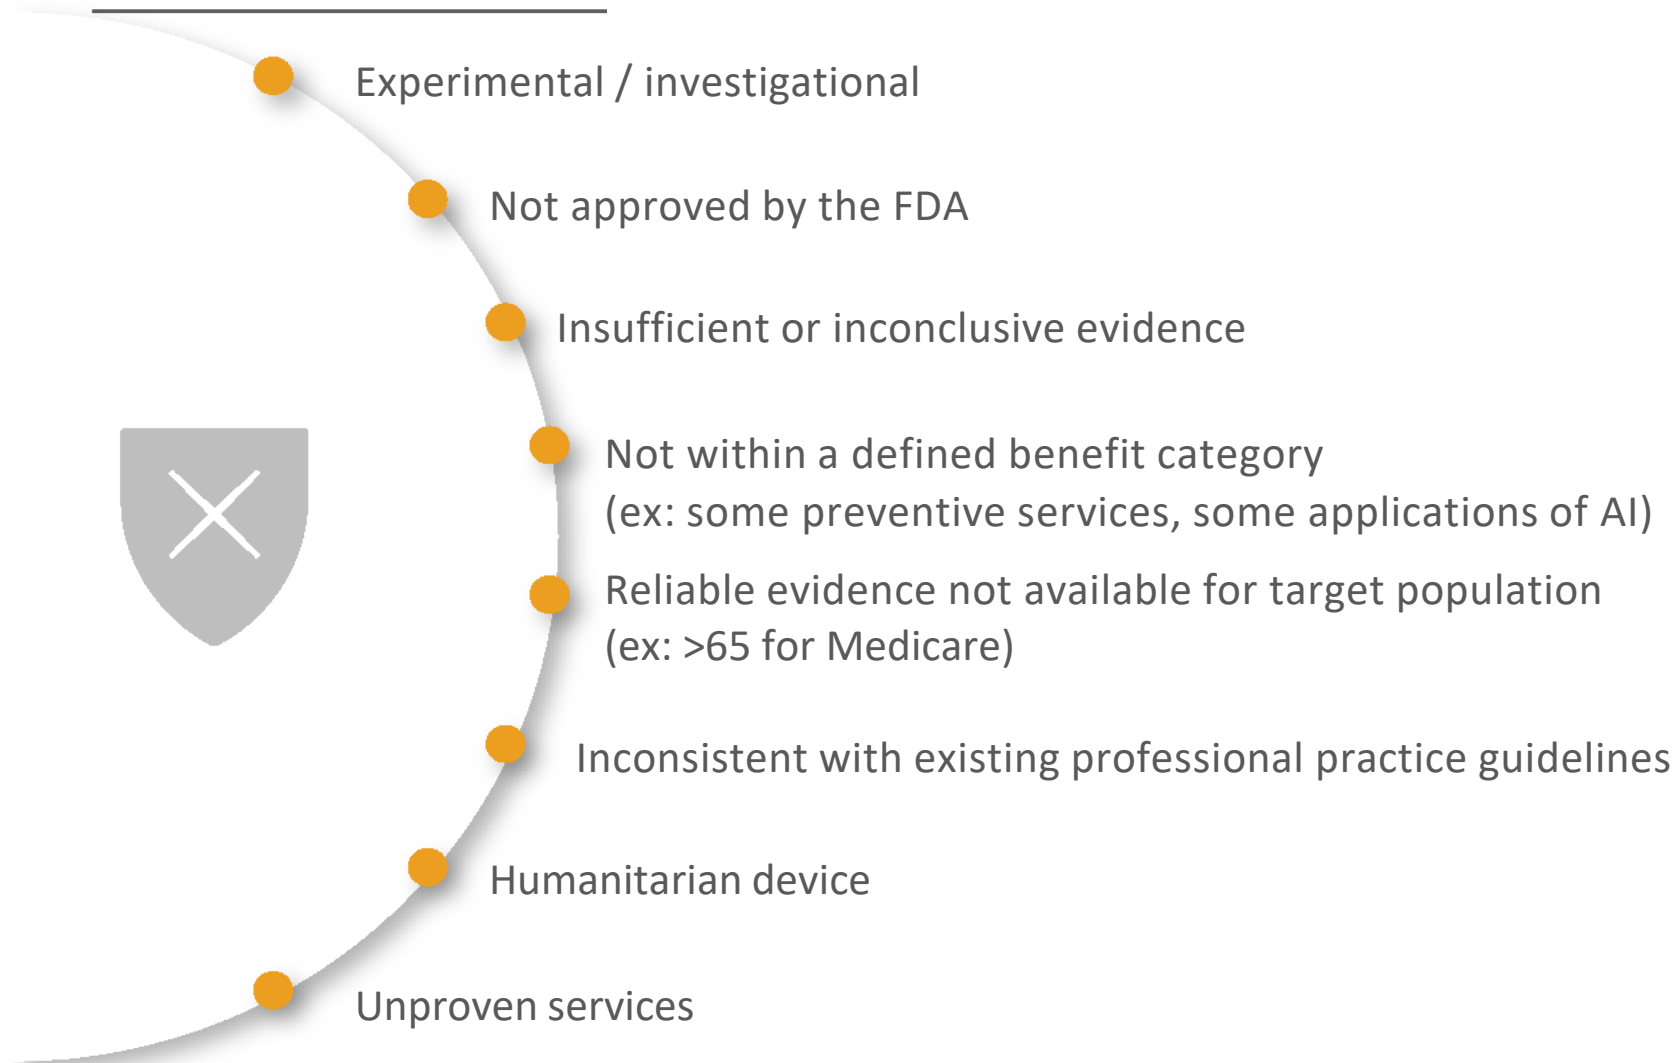 Experimental / investigational
Not approved by the FDA
Insufficient or inconclusive evidence
Not within a defined benefit category
(ex: some preventive services, some applications of AI)
Reliable evidence not available for target population
(ex: >65 for Medicare)
Inconsistent with existing professional practice guidelines
Humanitarian device
Unproven services